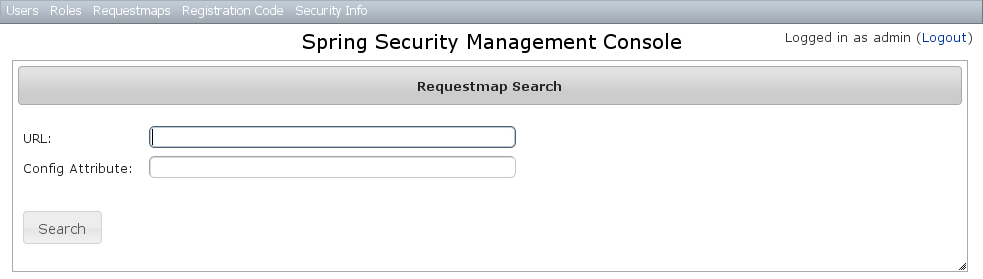 Users Roles Requestmaps Registration Code Security Info
Spring Security Management Console
Logged in as admin (Logout)
Requestmap Search
URL:
Config Attribute:
Search